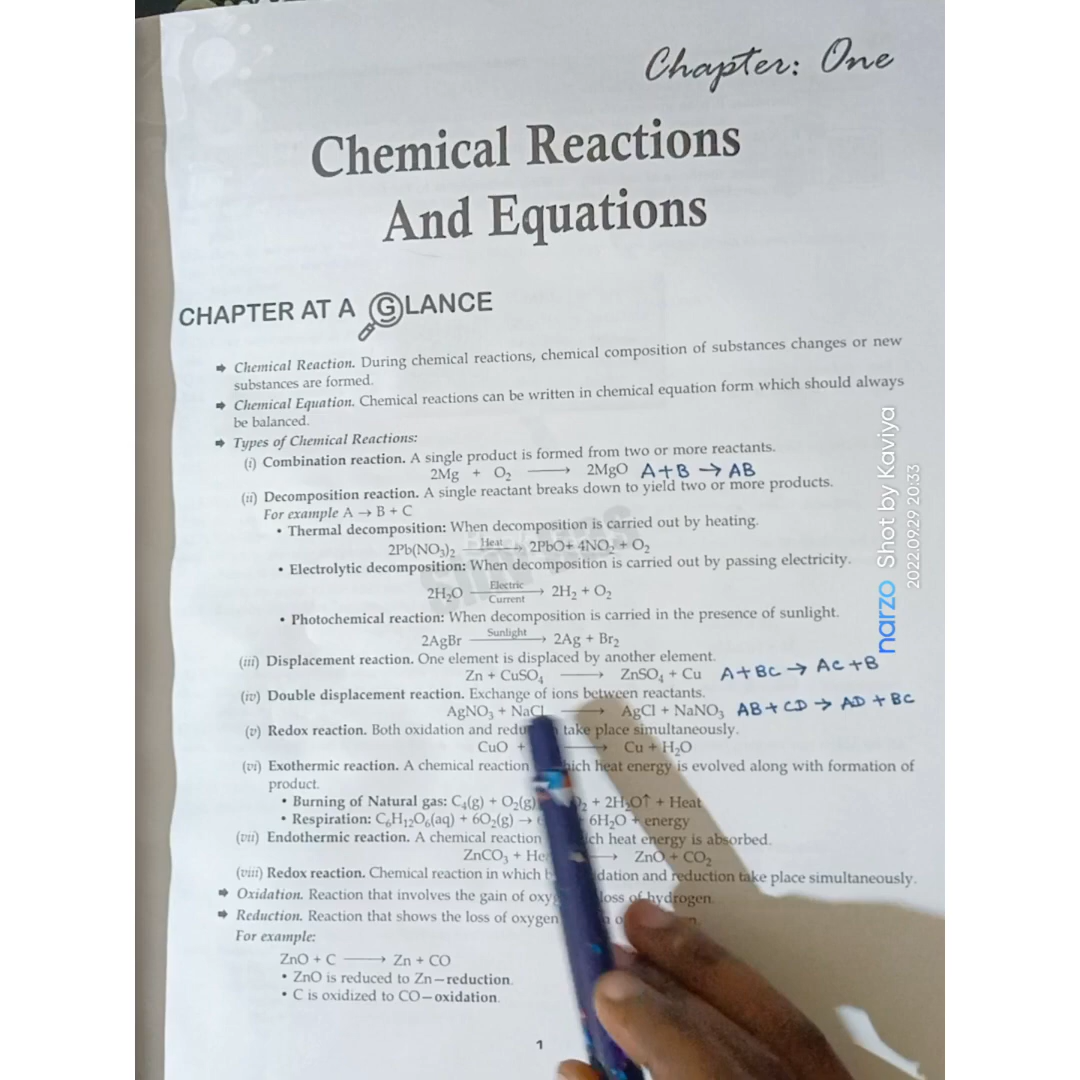 Chapter: One
Chemical Reactions
And Equations
CHAPTER AT A GLANCE
➡ Chemical Reaction. During chemical reactions, chemical composition of substances changes or new
substances are formed.
➡ Chemical Equation. Chemical reactions can be written in chemical equation form which should always
be balanced.
➡ Types of Chemical Reactions:
(i) Combination reaction. A single product is formed from two or more reactants.
2Mg + O₂ ⟶ 2MgO A+B → AB
(ii) Decomposition reaction. A single reactant breaks down to yield two or more products.
For example A → B + C
• Thermal decomposition: When decomposition is carried out by heating.
2Pb(NO₃)₂ —Heat→ 2PbO+ 4NO₂ + O₂
• Electrolytic decomposition: When decomposition is carried out by passing electricity.
2H₂O —Electric Current→ 2H₂ + O₂
• Photochemical reaction: When decomposition is carried in the presence of sunlight.
2AgBr —Sunlight→ 2Ag + Br₂
(iii) Displacement reaction. One element is displaced by another element.
Zn + CuSO₄ ⟶ ZnSO₄ + Cu A+BC → AC+B
(iv) Double displacement reaction. Exchange of ions between reactants.
AgNO₃ + NaCl ⟶ AgCl + NaNO₃ AB+CD → AD + BC
(v) Redox reaction. Both oxidation and take place simultaneously.
CuO + ⟶ Cu + H₂O
(vi) Exothermic reaction. A chemical reaction which heat energy is evolved along with formation of
product.
• Burning of Natural gas: C₄(g) + O₂(g) + 2H₂O↑ + Heat
• Respiration: C₆H₁₂O₆(aq) + 6O₂(g) → 6H₂O + energy
(vii) Endothermic reaction. A chemical reaction heat energy is absorbed.
ZnCO₃ + ⟶ ZnO + CO₂
(viii) Redox reaction. Chemical reaction in which and reduction take place simultaneously.
➡ Oxidation. Reaction that involves the gain of loss of hydrogen.
➡ Reduction. Reaction that shows the loss of oxygen
For example:
ZnO + C ⟶ Zn + CO
• ZnO is reduced to Zn—reduction.
• C is oxidized to CO—oxidation.
1
narzo Shot by Kaviya
2022.09.29 20:33